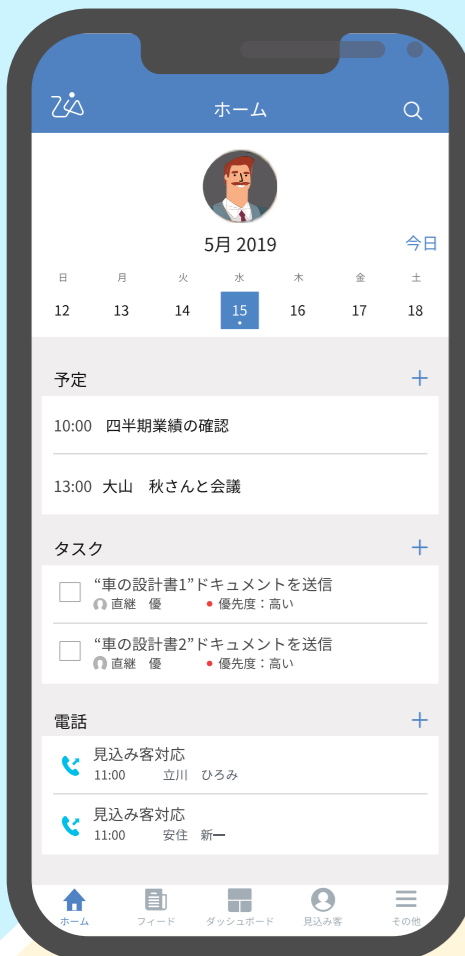 ZIA
ホーム
5月 2019
今日
日 月 火 水 木 金 土
12 13 14 15 16 17 18
予定
10:00 四半期業績の確認
13:00 大山　秋さんと会議
タスク
“車の設計書1”ドキュメントを送信
直継　優 優先度：高い
“車の設計書2”ドキュメントを送信
直継　優 優先度：高い
電話
見込み客対応
11:00 立川　ひろみ
見込み客対応
11:00 安住　新一
ホーム フィード ダッシュボード 見込み客 その他